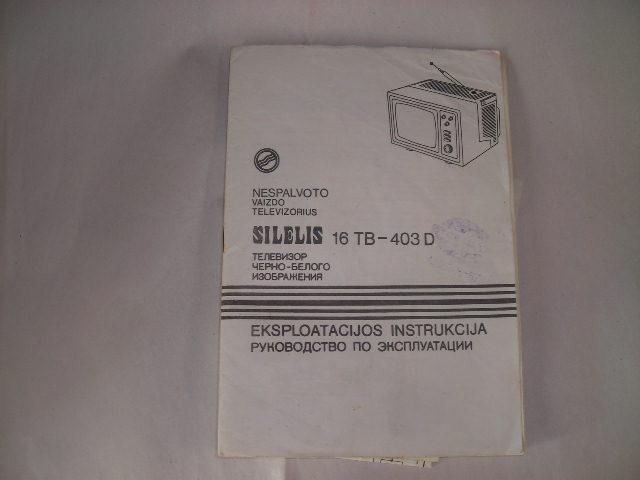 NESPALVOTO
VAIZDO
TELEVIZORIUS
SILELIS 16 TB-403 D
ТЕЛЕВИЗОР
ЧЕРНО-БЕЛОГО
ИЗОБРАЖЕНИЯ
EKSPLOATACIJOS INSTRUKCIJA
РУКОВОДСТВО ПО ЭКСПЛУАТАЦИИ